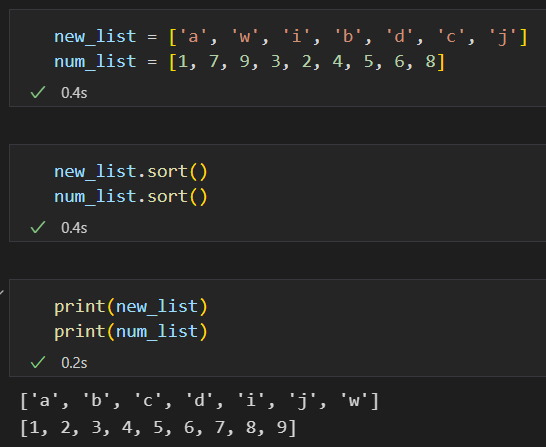 new_list = ['a', 'w', 'i', 'b', 'd', 'c', 'j']
num_list = [1, 7, 9, 3, 2, 4, 5, 6, 8]
✓ 0.4s
new_list.sort()
num_list.sort()
✓ 0.4s
print(new_list)
print(num_list)
✓ 0.2s
['a', 'b', 'c', 'd', 'i', 'j', 'w']
[1, 2, 3, 4, 5, 6, 7, 8, 9]